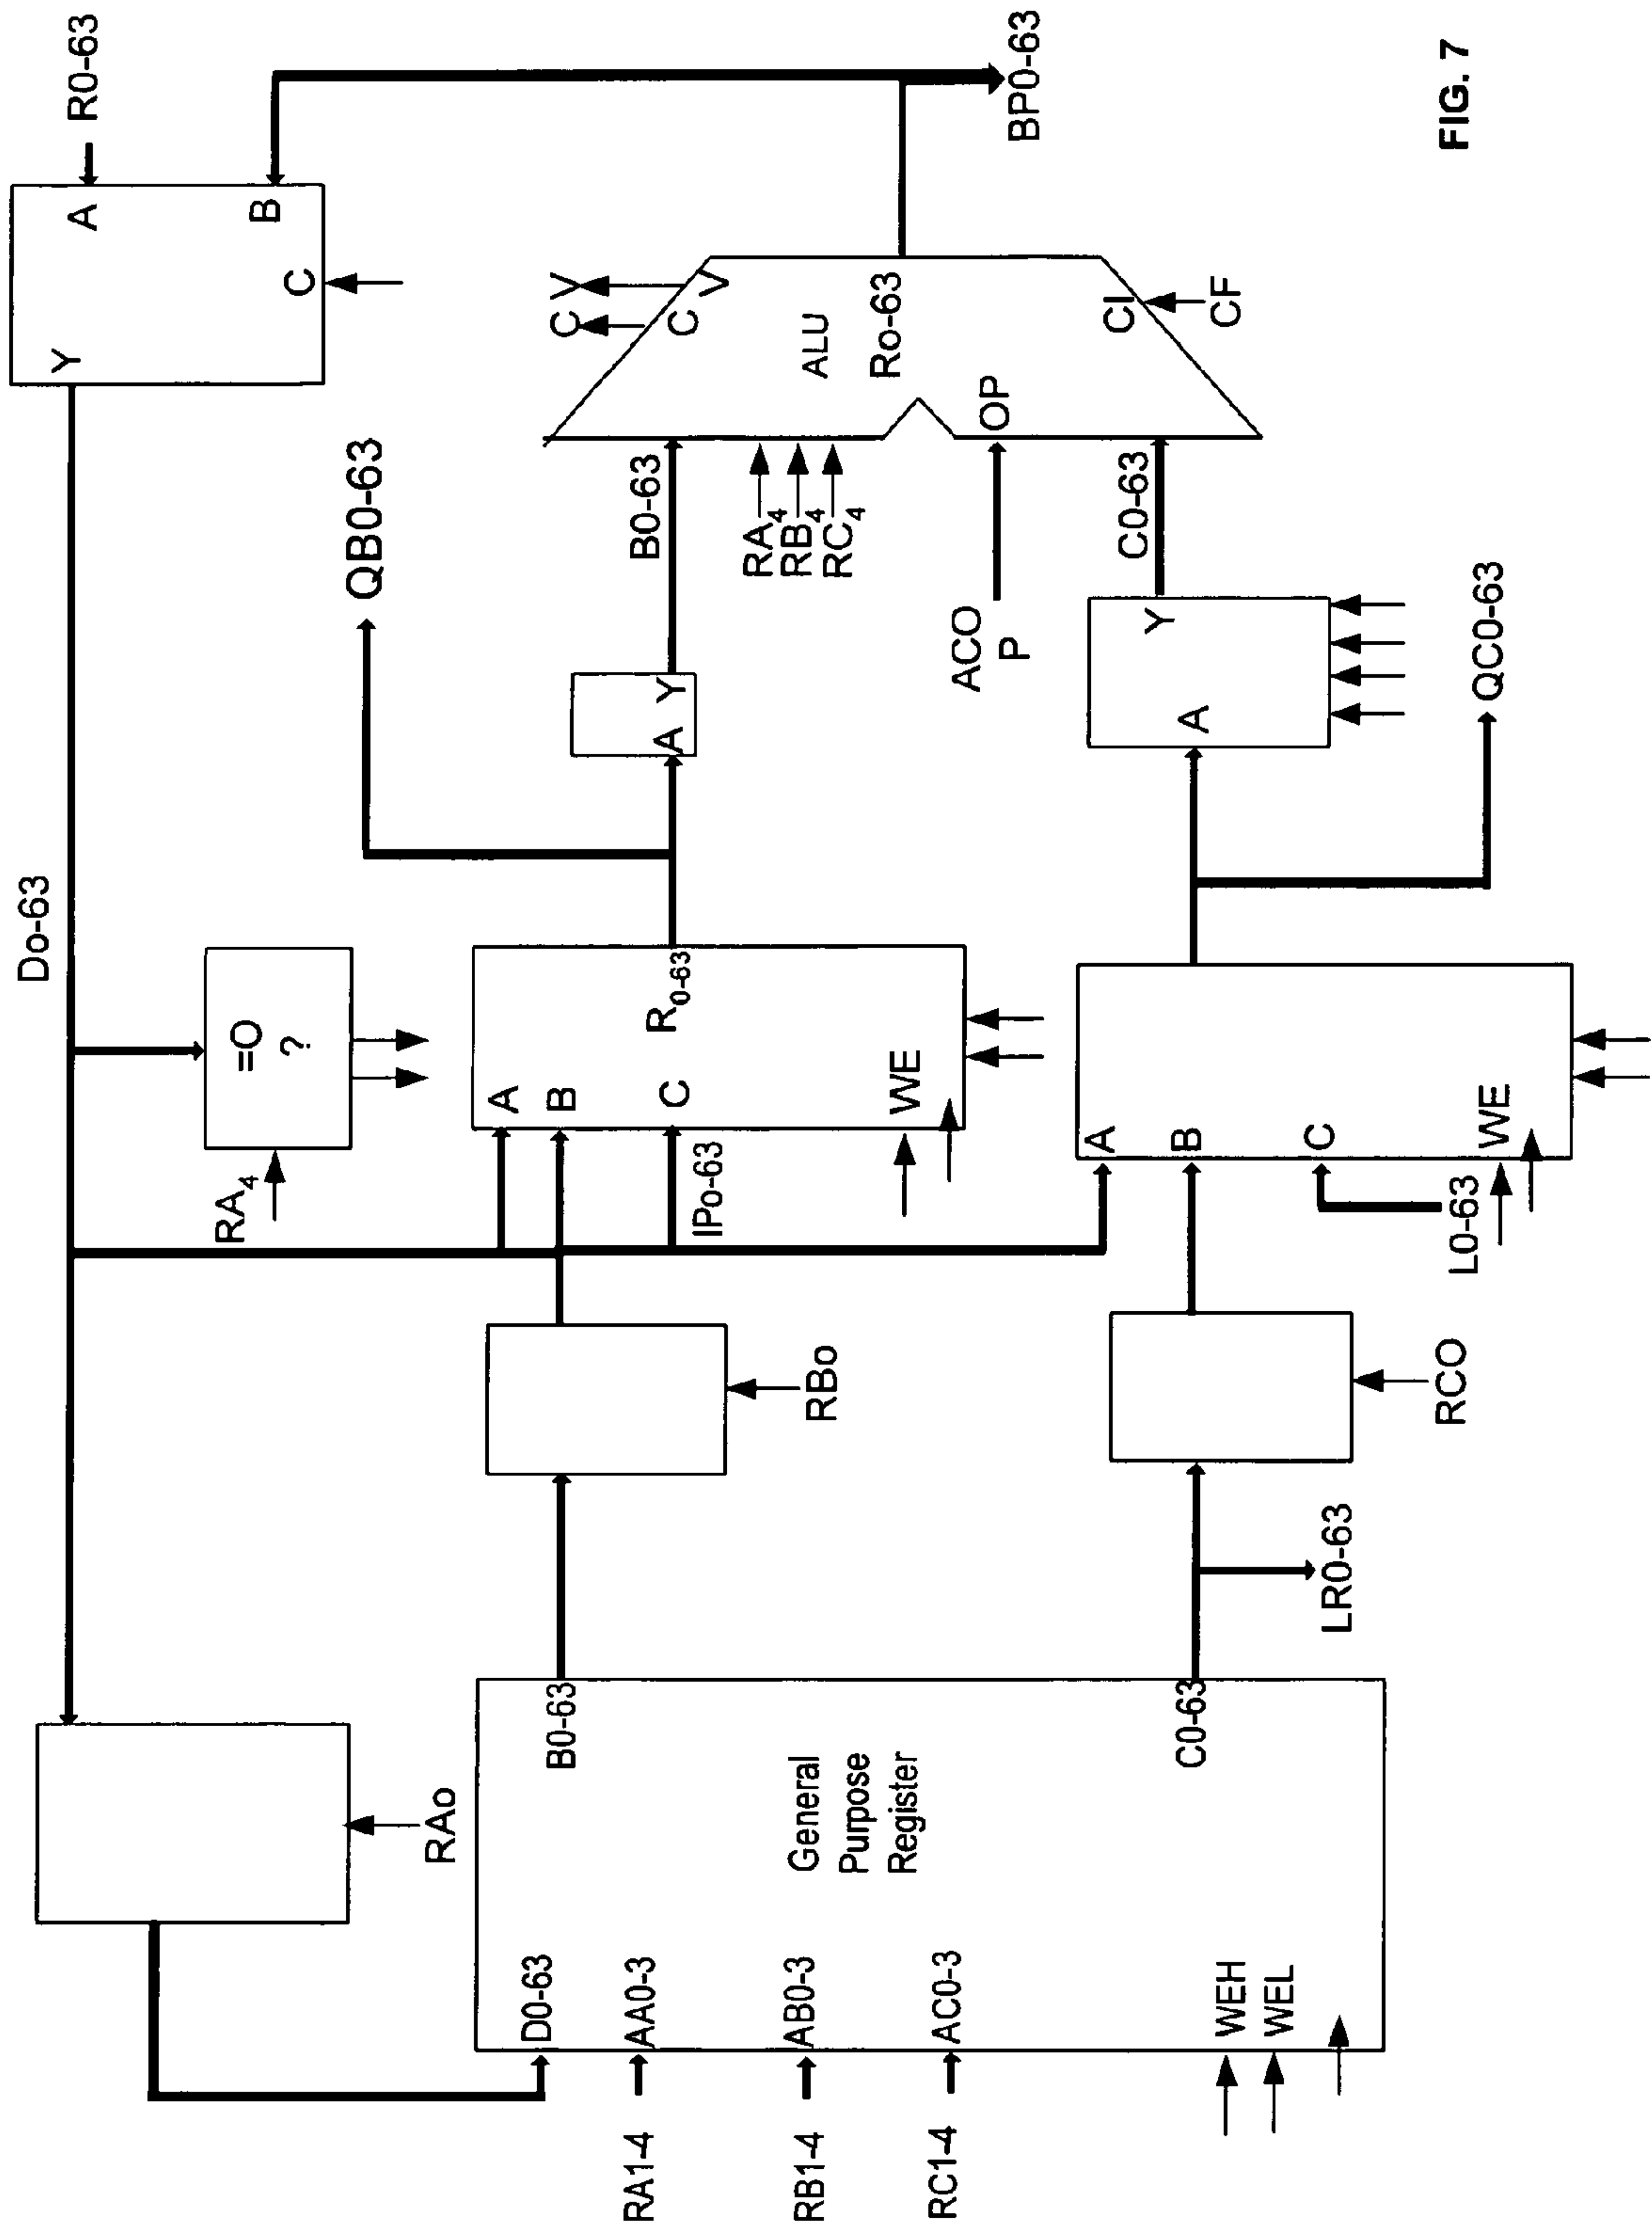 R0-63
A
B
C
Y
Do-63
=O
?
RA4
RAo
QB0-63
A
B
C
R0-63
WE
IPo-63
A Y
B0-63
RA4
RB4
RC4
ACO
P
OP
C V
C V
ALU
Ro-63
CI
CF
BP0-63
RBo
D0-63
AA0-3
AB0-3
AC0-3
WEH
WEL
General
Purpose
Register
B0-63
C0-63
RA1-4
RB1-4
RC1-4
LR0-63
RCO
A
B
C
WE
L0-63
A
Y
C0-63
QC0-63
FIG. 7